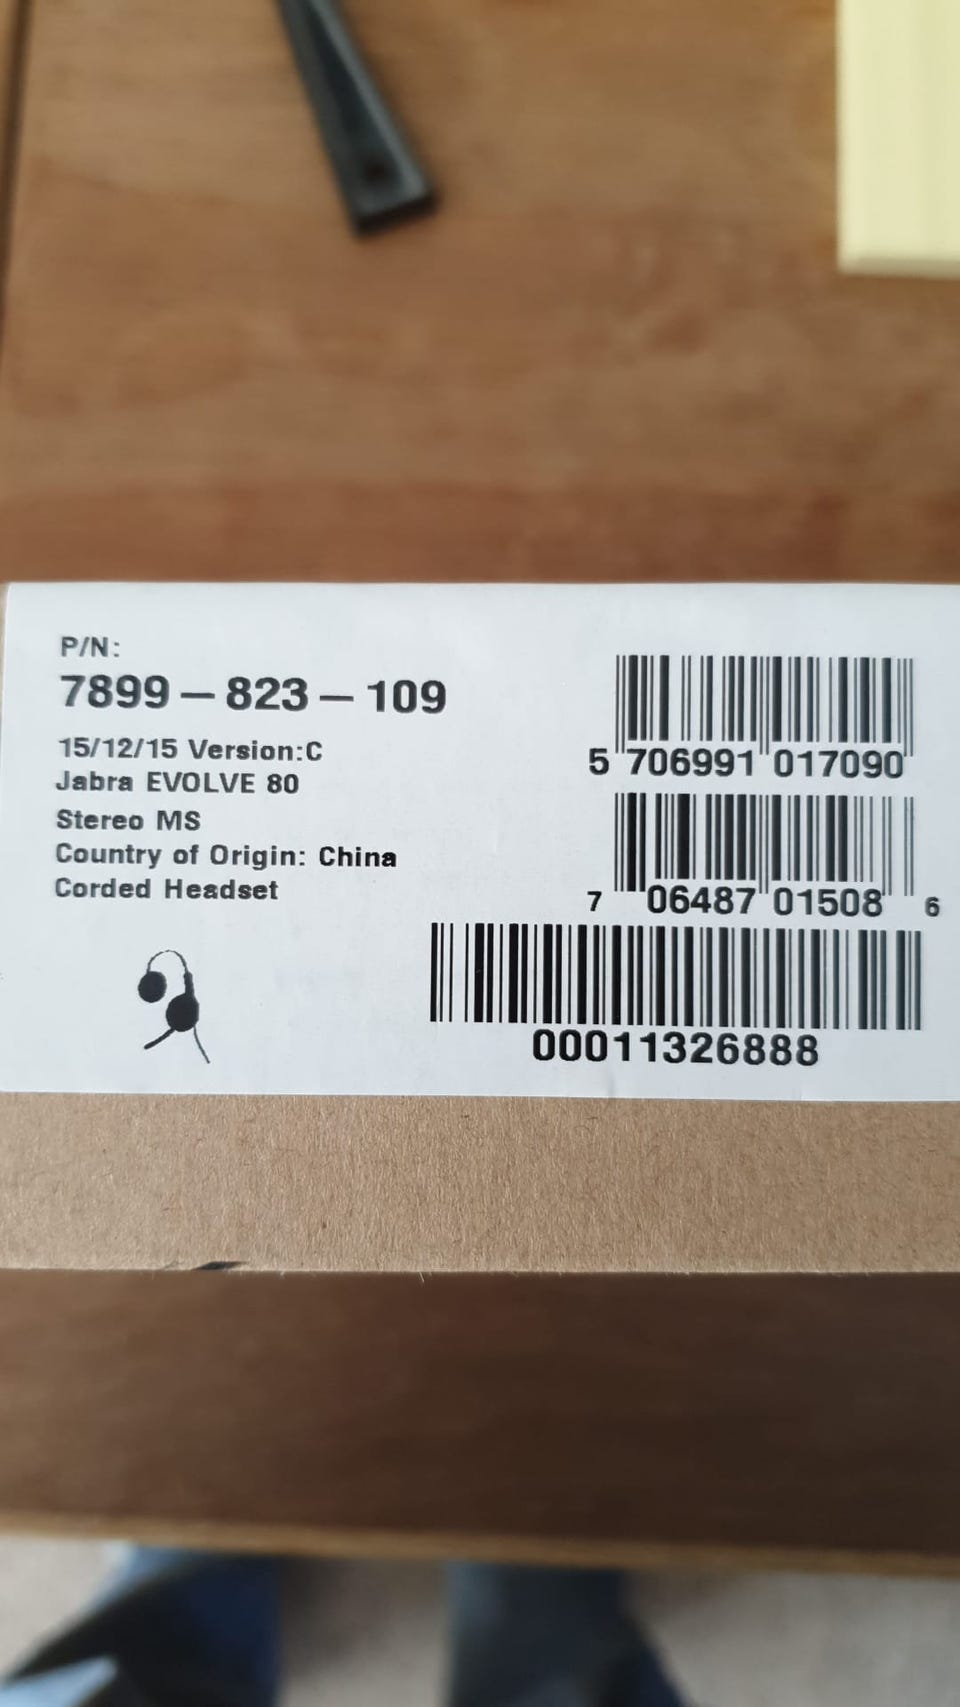 P/N:
7899 – 823 – 109
15/12/15 Version:C
Jabra EVOLVE 80
Stereo MS
Country of Origin: China
Corded Headset
5 706991 017090
7 06487 01508 6
00011326888